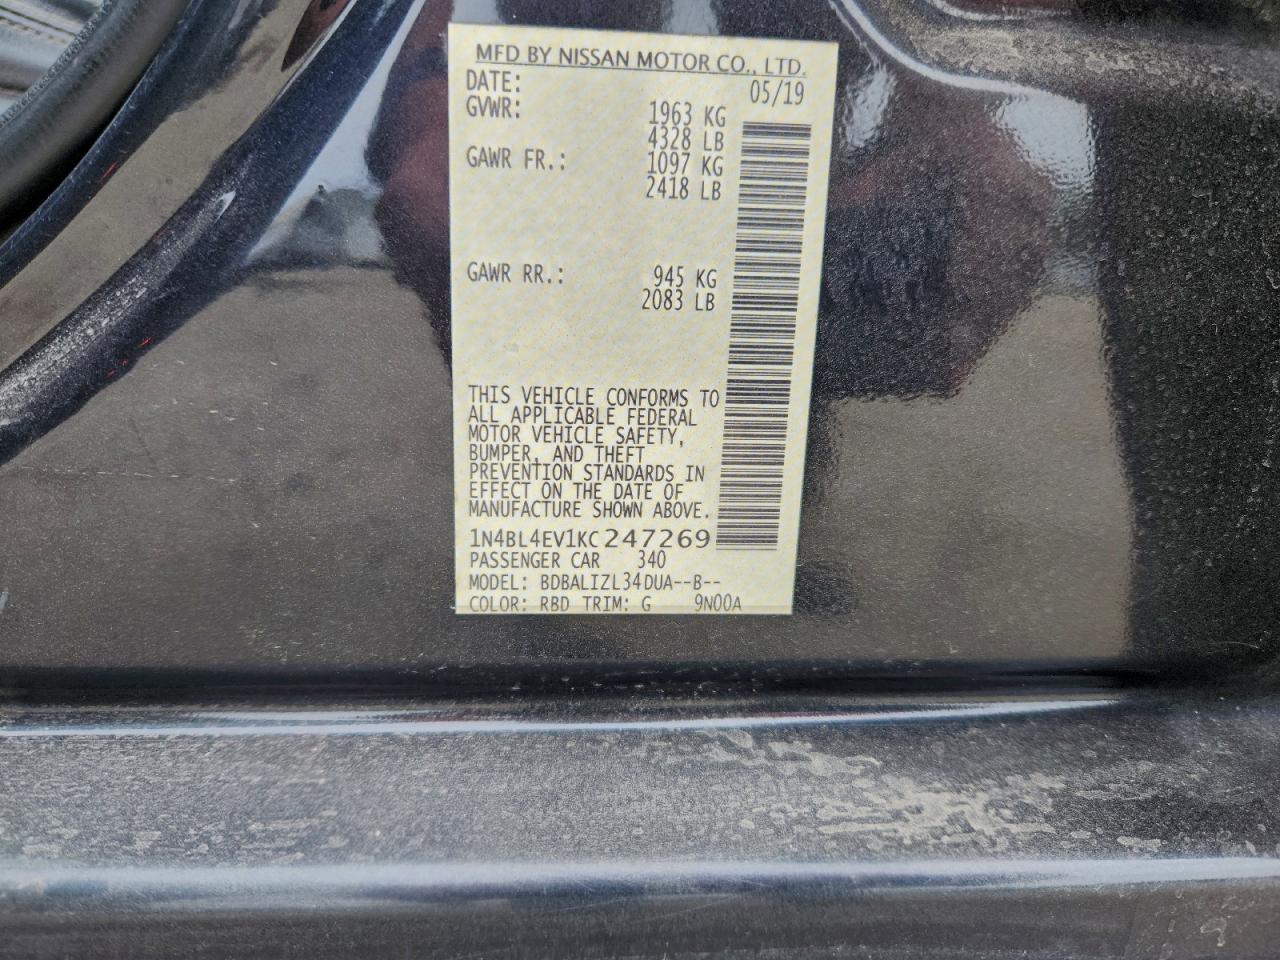 MFD BY NISSAN MOTOR CO., LTD.
DATE: 05/19
GVWR: 1963 KG
4328 LB
GAWR FR.: 1097 KG
2418 LB
GAWR RR.: 945 KG
2083 LB
THIS VEHICLE CONFORMS TO
ALL APPLICABLE FEDERAL
MOTOR VEHICLE SAFETY,
BUMPER, AND THEFT
PREVENTION STANDARDS IN
EFFECT ON THE DATE OF
MANUFACTURE SHOWN ABOVE.
1N4BL4EV1KC247269
PASSENGER CAR 340
MODEL: BDBALIZL34DUA--B--
COLOR: RBD TRIM: G 9N00A